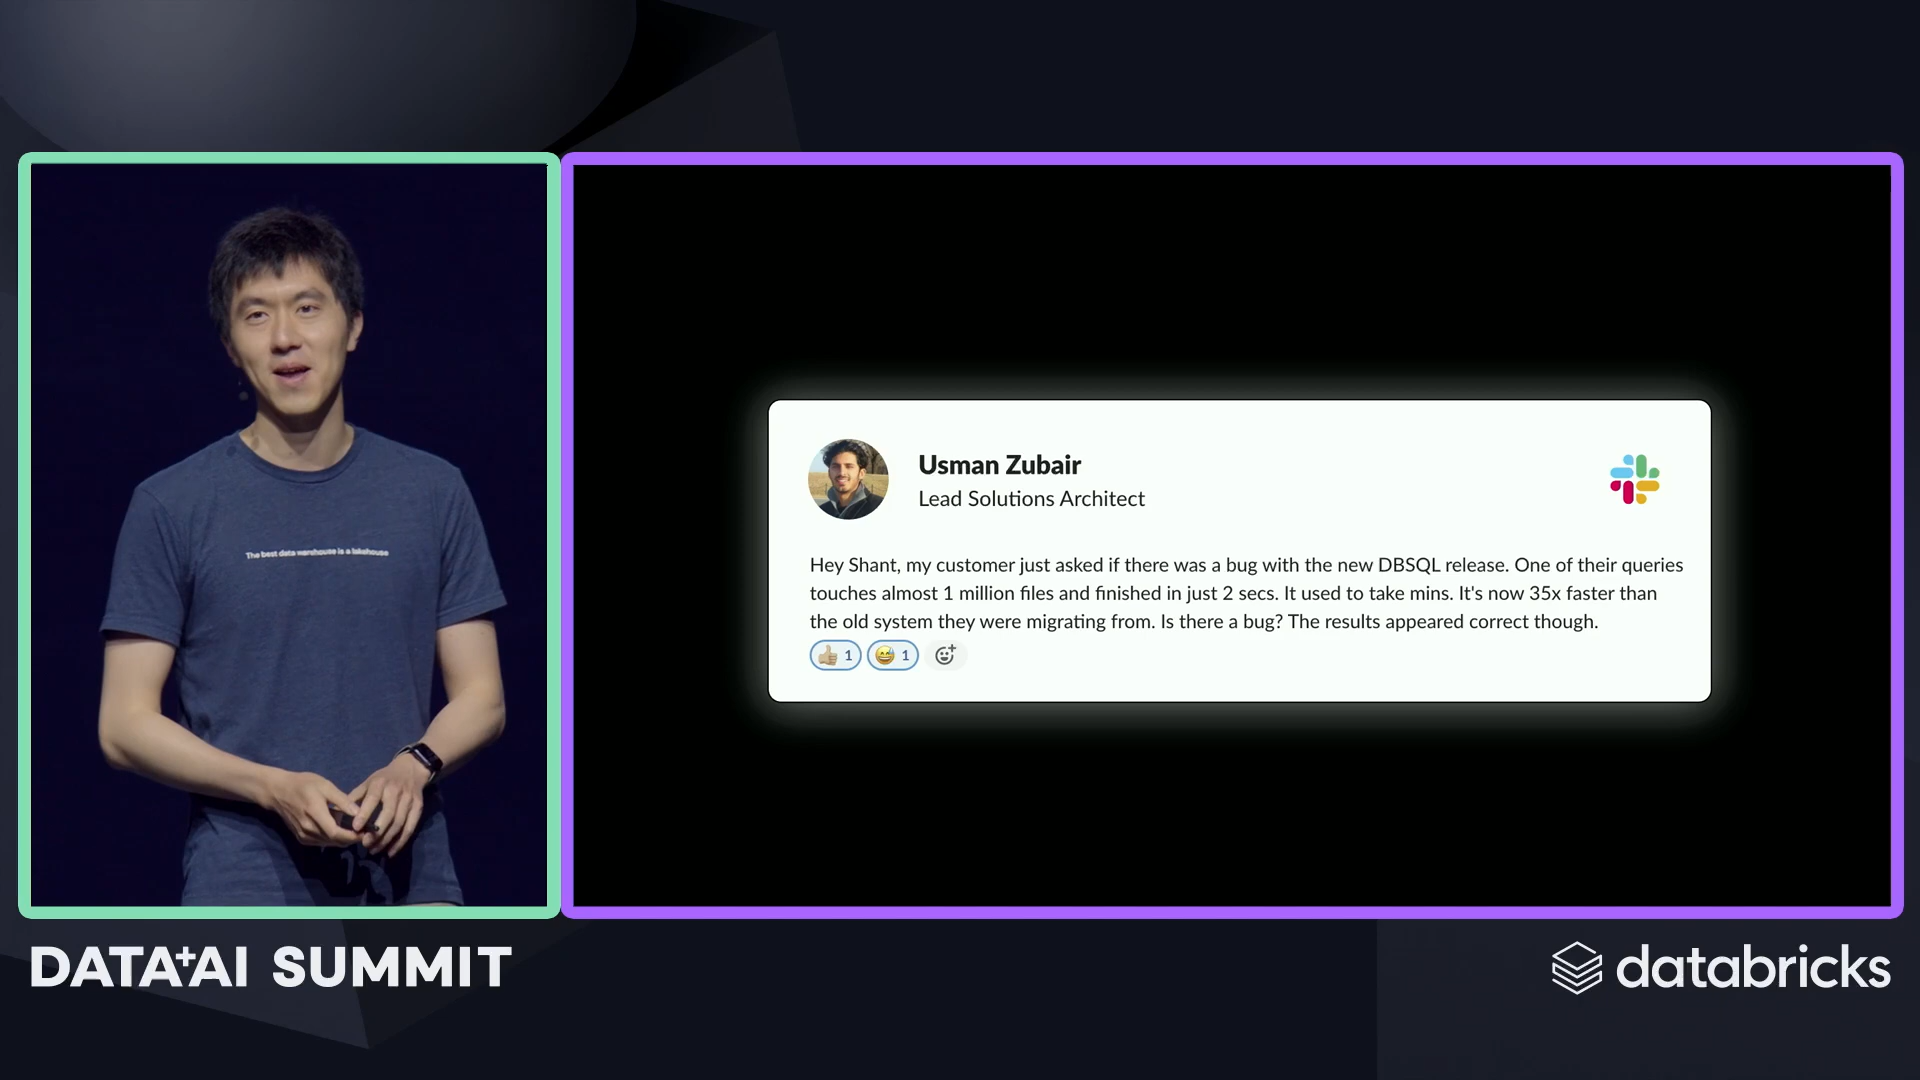 The best data warehouse is a lakehouse
Usman Zubair
Lead Solutions Architect
Hey Shant, my customer just asked if there was a bug with the new DBSQL release. One of their queries
touches almost 1 million files and finished in just 2 secs. It used to take mins. It's now 35x faster than
the old system they were migrating from. Is there a bug? The results appeared correct though.
1 1
DATA+AI SUMMIT
databricks